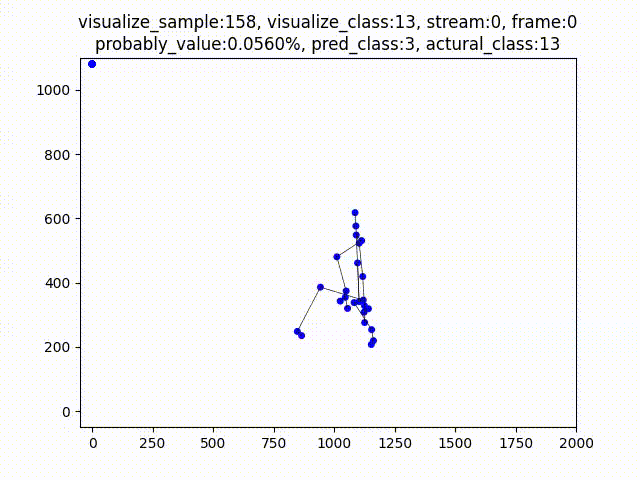 visualize_sample:158, visualize_class:13, stream:0, frame:0
probably_value:0.0560%, pred_class:3, actural_class:13
1000
800
600
400
200
0
0 250 500 750 1000 1250 1500 1750 2000